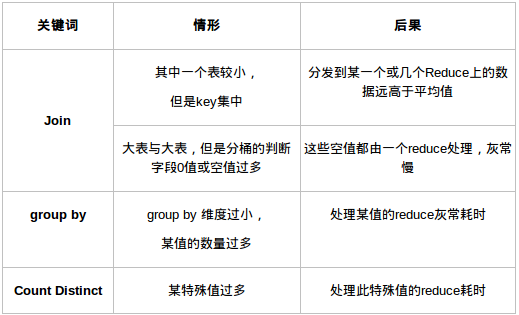 关键词 情形 后果
Join
其中一个表较小，
但是key集中
分发到某一个或几个Reduce上的数
据远高于平均值
大表与大表，但是分桶的判断
字段0值或空值过多
这些空值都由一个reduce处理，灰常
慢
group by
group by 维度过小，
某值的数量过多
处理某值的reduce灰常耗时
Count Distinct
某特殊值过多
处理此特殊值的reduce耗时